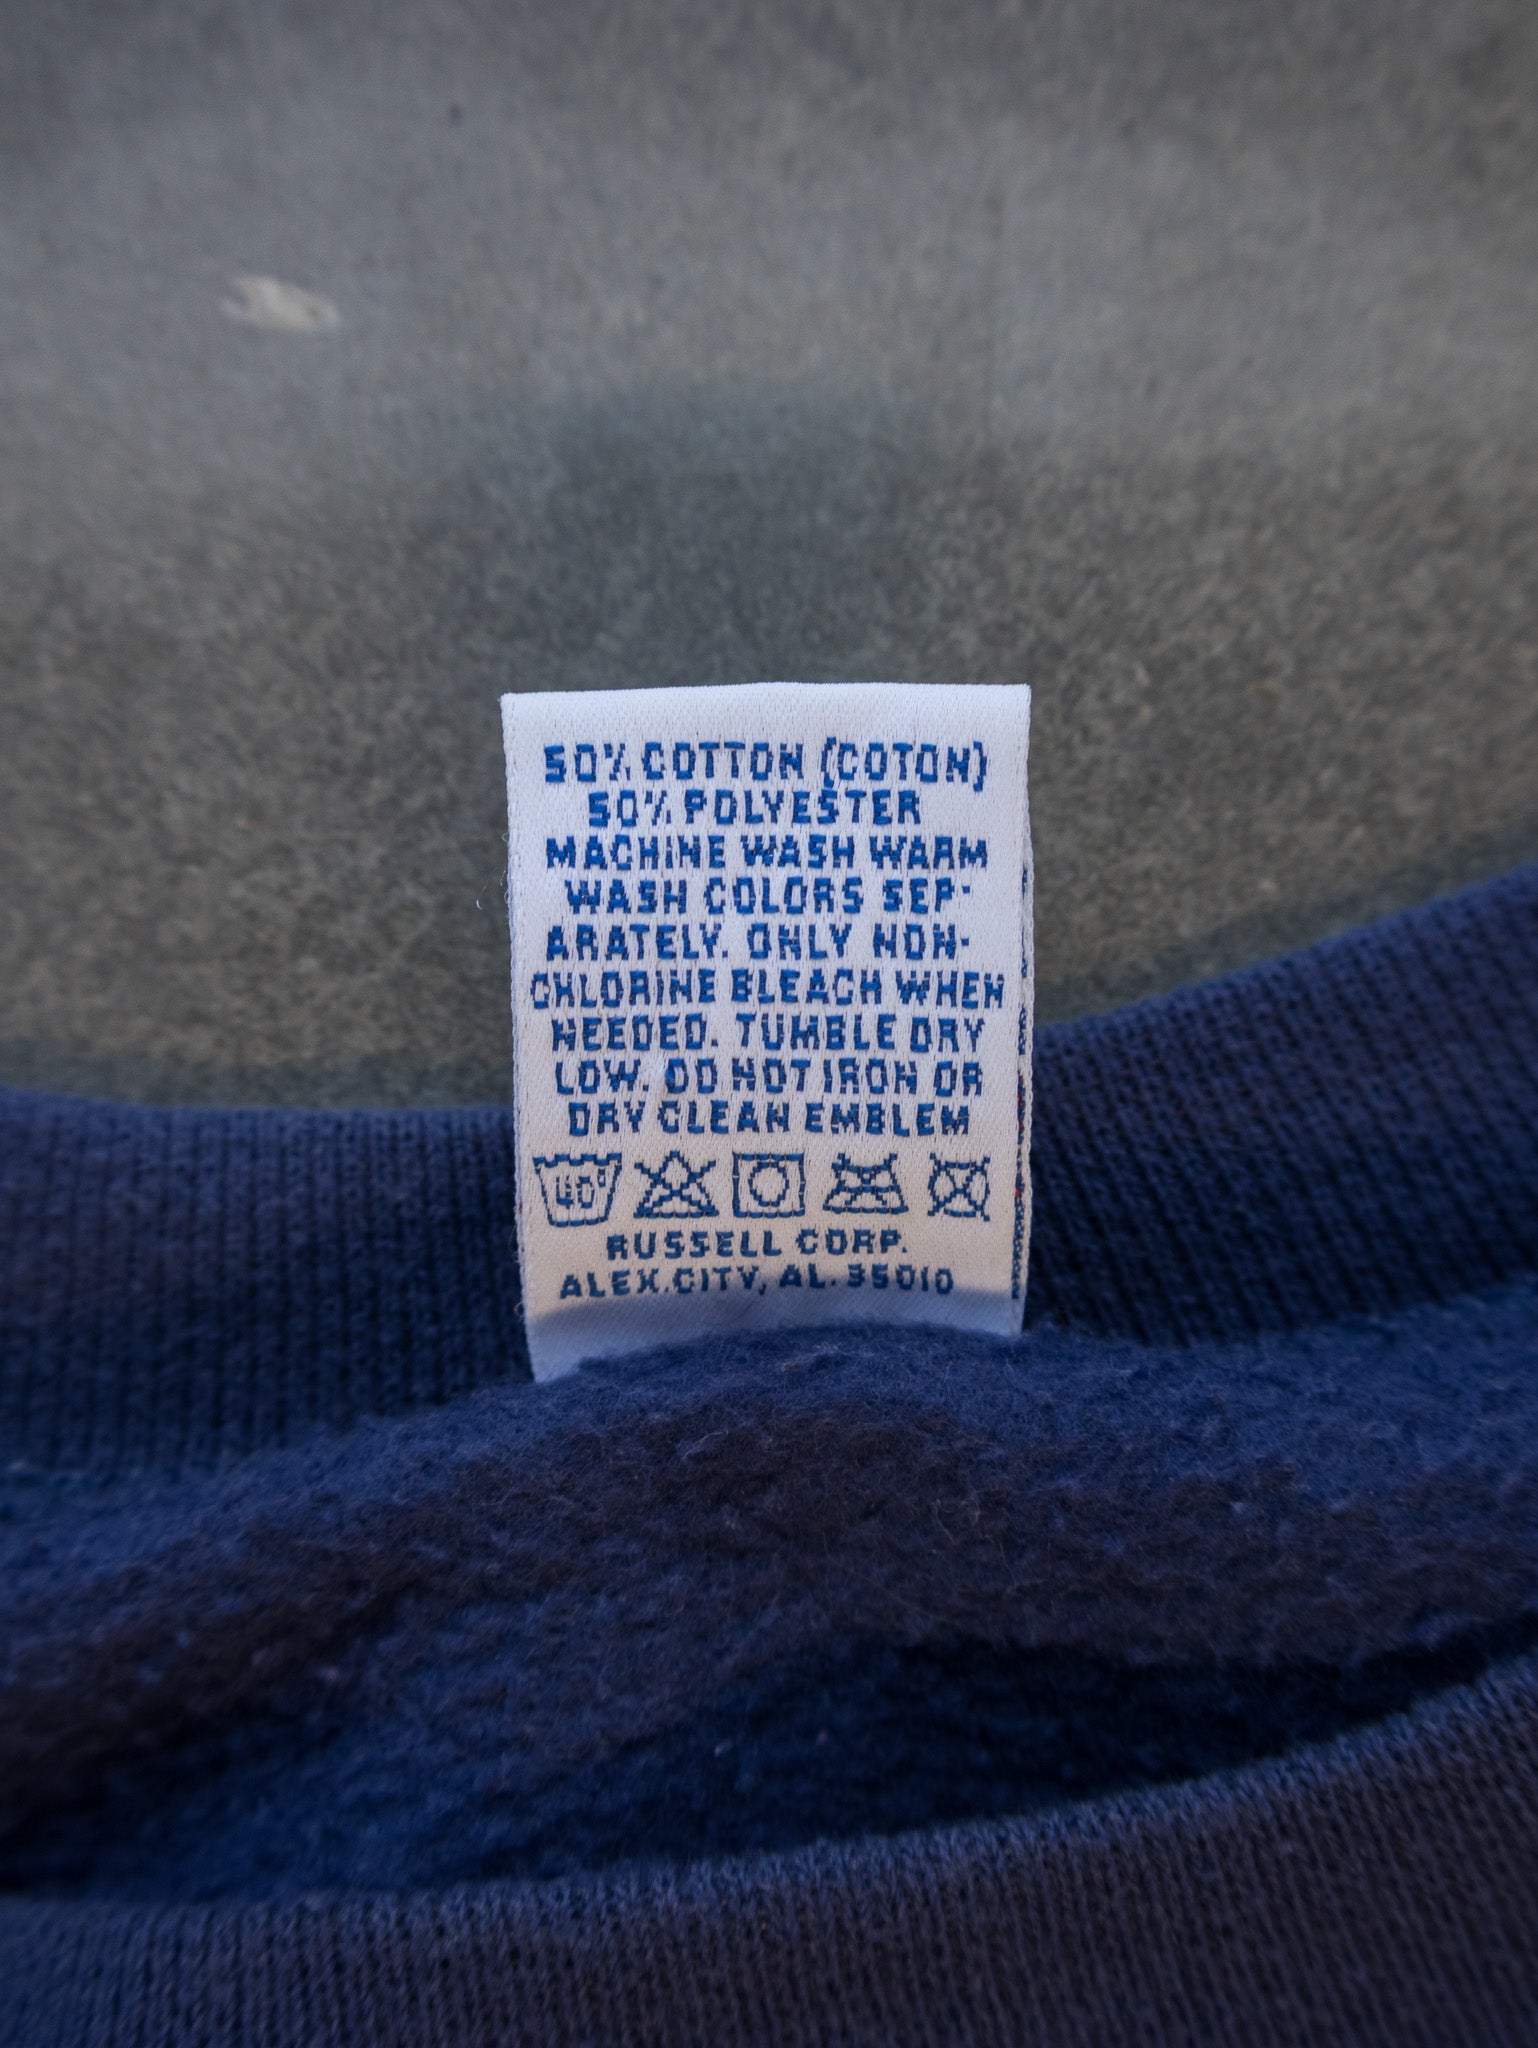 50% COTTON (COTON)
50% POLYESTER
MACHINE WASH WARM
WASH COLORS SEP-
ARATELY. ONLY NON-
CHLORINE BLEACH WHEN
NEEDED. TUMBLE DRY
LOW. DO NOT IRON OR
DRY CLEAN EMBLEM
40°
RUSSELL CORP.
ALEX.CITY, AL. 35010